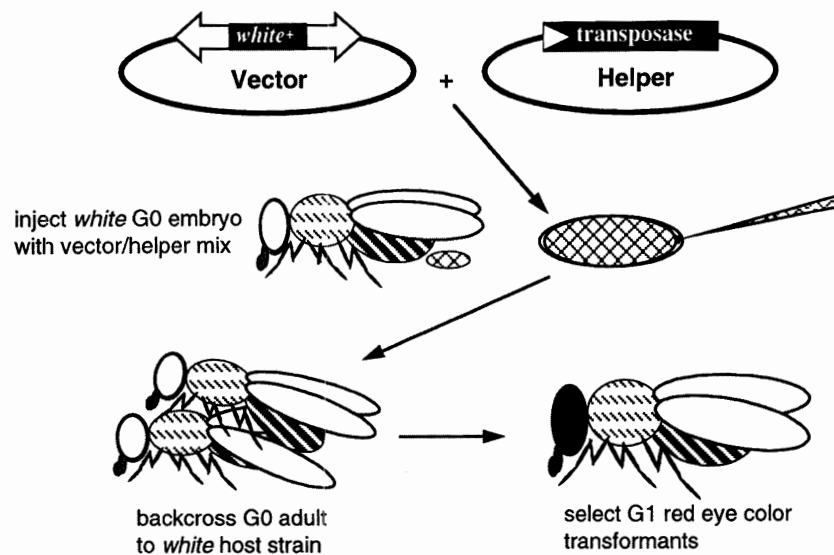 white+
transposase
Vector
+
Helper
inject white G0 embryo
with vector/helper mix
backcross G0 adult
to white host strain
select G1 red eye color
transformants